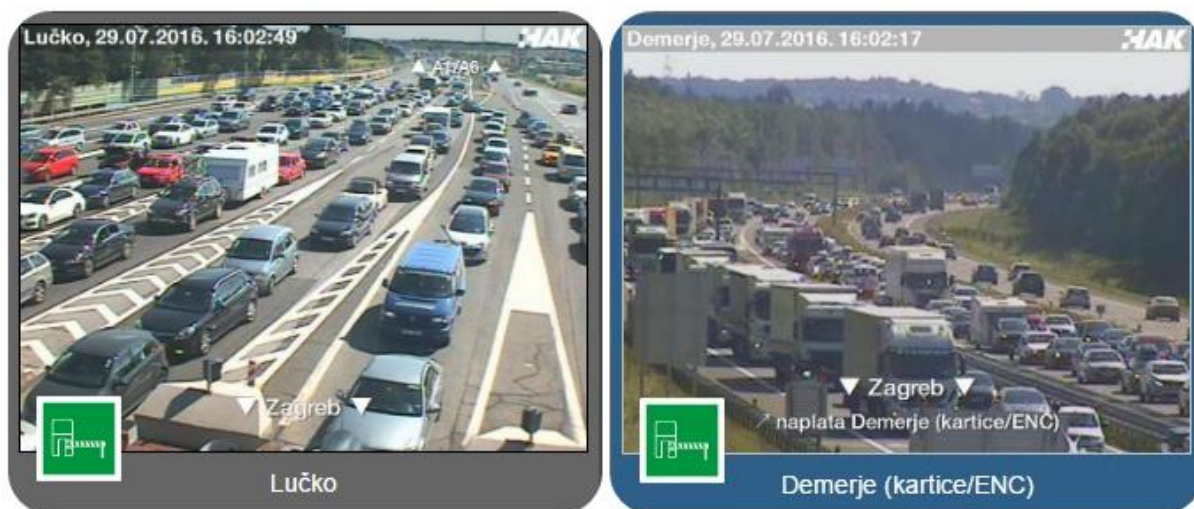 Lučko, 29.07.2016. 16:02:49
HAK
A1/A6
Zagreb
Lučko
Demerje, 29.07.2016. 16:02:17
HAK
Zagreb
naplata Demerje (kartice/ENC)
Demerje (kartice/ENC)